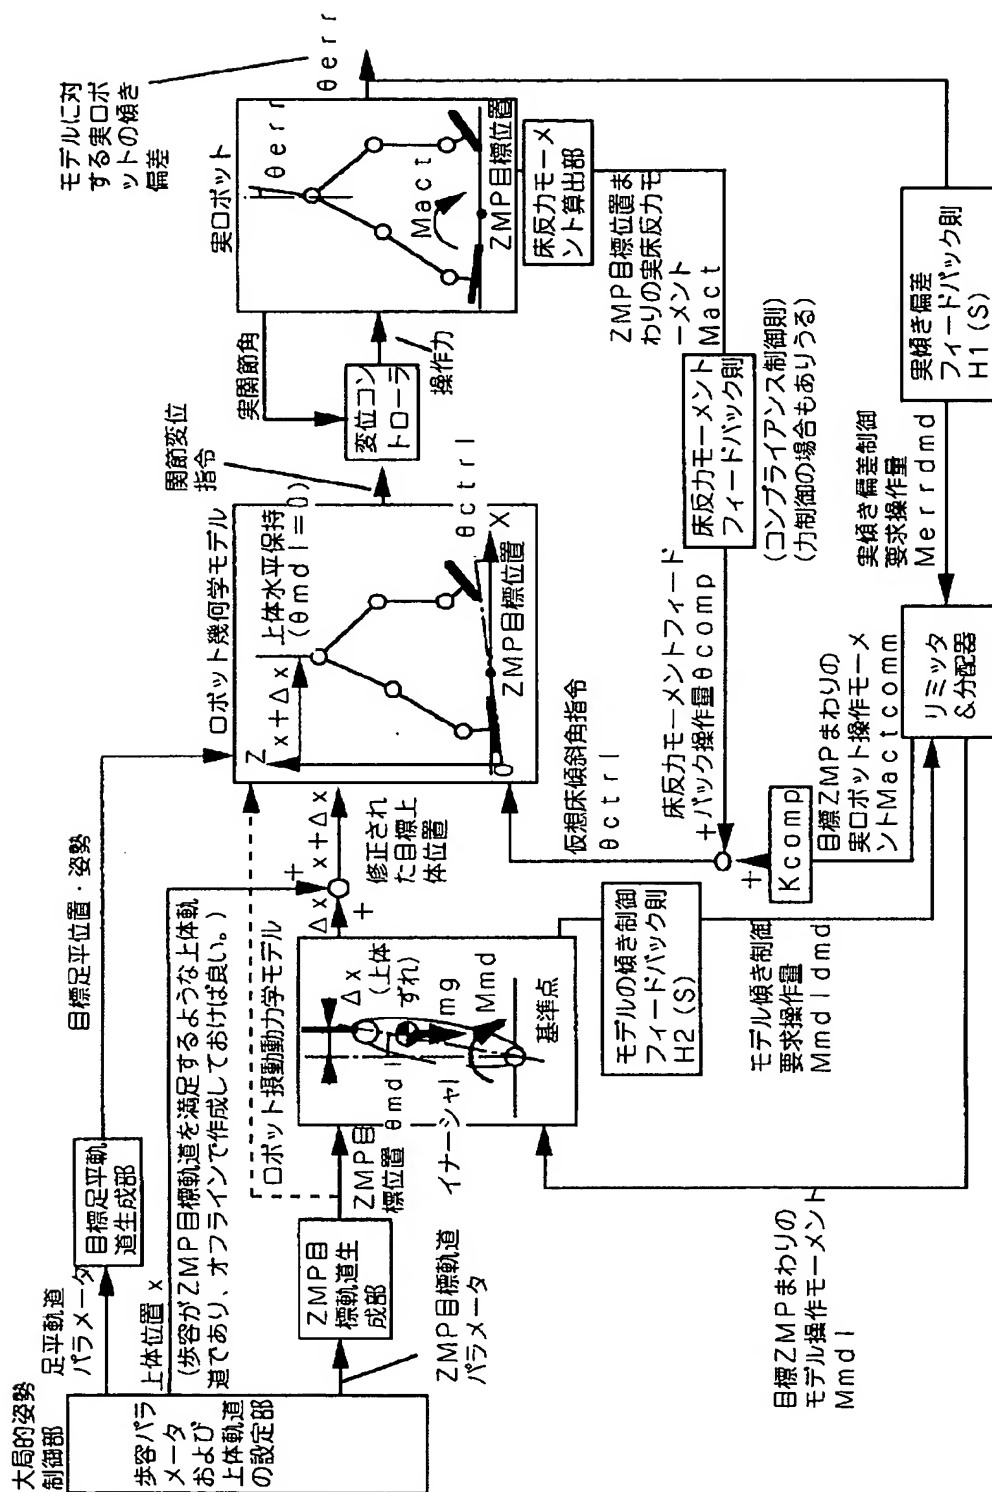 大局的姿勢
制御部
歩容パラ
メータ
および
上体軌道
の設定部
足平軌道
パラメータ
目標足平軌
道生成部
目標足平位置・姿勢
上体位置 x
(歩容がZMP目標軌道を満足するような上体軌
道であり、オフラインで作成しておけば良い。)
ZMP目標軌道
パラメータ
ZMP目
標軌道生
成部
ZMP目
標位置
ロボット摂動動力学モデル
Δx
(上体
ずれ)
θmdl
イナーシャI
mg
Mmd
基準点
Δx
+
+
x+Δx
修正され
た目標上
体位置
ロボット幾何学モデル
Z
x+Δx
上体水平保持
(θmdl=0)
O
X
ZMP目標位置
θctrl
仮想床傾斜角指令
θctrl
関節変位
指令
変位コン
トローラ
実関節角
操作力
実ロボット
θerr
Mact
ZMP目標位置
モデルに対
する実ロボ
ットの傾き
偏差
θerr
床反力モーメ
ント算出部
ZMP目標位置ま
わりの実床反力モ
ーメント
Mact
床反力モーメント
フィードバック則
(コンプライアンス制御則)
(力制御の場合もありうる)
床反力モーメントフィード
+バック操作量θcomp
+
Kcomp
目標ZMPまわりの
実ロボット操作モーメ
ントMactcomm
実傾き偏差
フィードバック則
H1(S)
実傾き偏差制御
要求操作量
Merrdmd
リミッタ
&分配器
モデルの傾き制御
フィードバック則
H2(S)
モデル傾き制御
要求操作量
Mmdldmd
目標ZMPまわりの
モデル操作モーメント
Mmdl